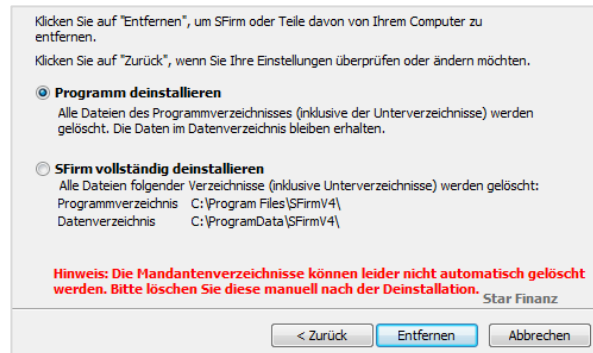 Klicken Sie auf "Entfernen", um SFirm oder Teile davon von Ihrem Computer zu
entfernen.
Klicken Sie auf "Zurück", wenn Sie Ihre Einstellungen überprüfen oder ändern möchten.
Programm deinstallieren
Alle Dateien des Programmverzeichnisses (inklusive der Unterverzeichnisse) werden
gelöscht. Die Daten im Datenverzeichnis bleiben erhalten.
SFirm vollständig deinstallieren
Alle Dateien folgender Verzeichnisse (inklusive Unterverzeichnisse) werden gelöscht:
Programmverzeichnis C:\Program Files\SFirmV4\
Datenverzeichnis C:\ProgramData\SFirmV4\
Hinweis: Die Mandantenverzeichnisse können leider nicht automatisch gelöscht
werden. Bitte löschen Sie diese manuell nach der Deinstallation.
Star Finanz
< Zurück Entfernen Abbrechen